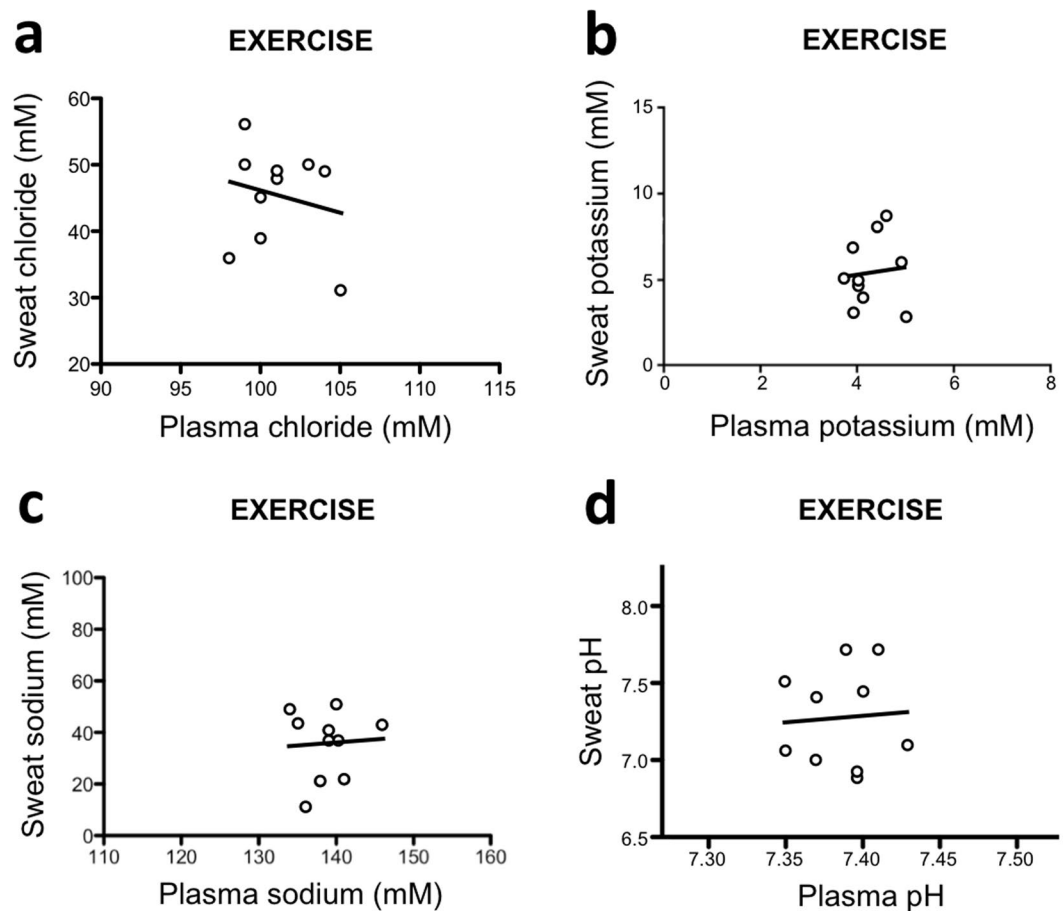 a
EXERCISE
Sweat chloride (mM)
60
50
40
30
20
90 95 100 105 110 115
Plasma chloride (mM)
b
EXERCISE
Sweat potassium (mM)
15
10
5
0
0 2 4 6 8
Plasma potassium (mM)
c
EXERCISE
Sweat sodium (mM)
100
80
60
40
20
0
110 120 130 140 150 160
Plasma sodium (mM)
d
EXERCISE
Sweat pH
8.0
7.5
7.0
6.5
7.30 7.35 7.40 7.45 7.50
Plasma pH